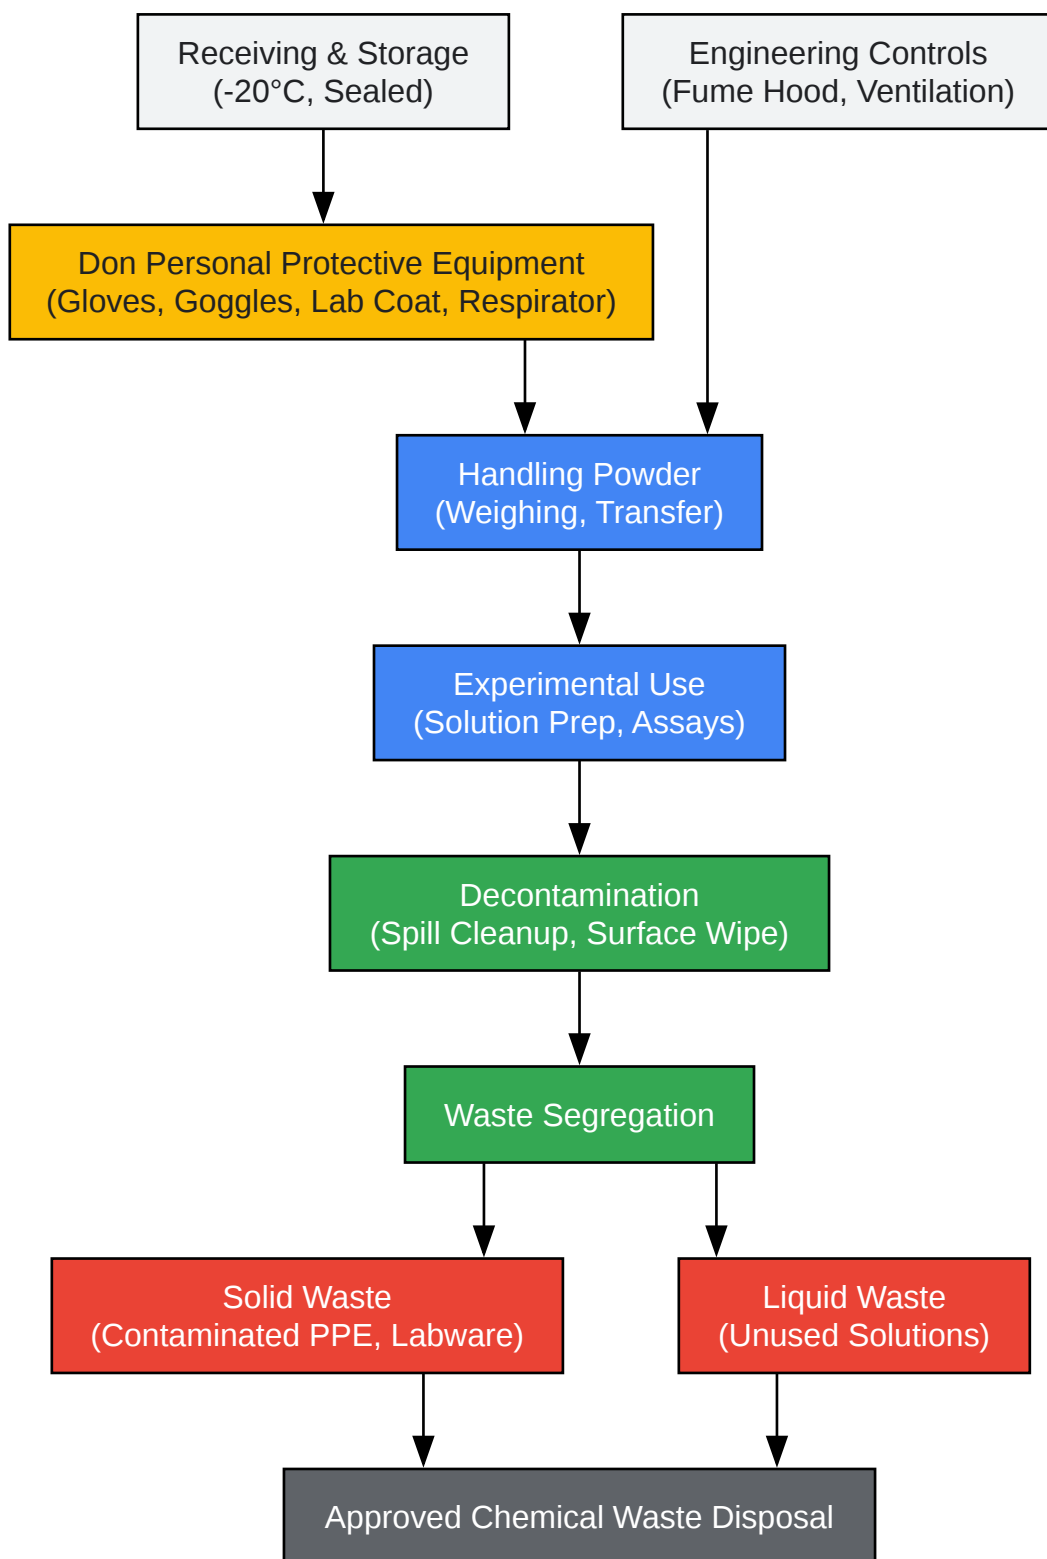 Receiving & Storage
(-20°C, Sealed)
Engineering Controls
(Fume Hood, Ventilation)
Don Personal Protective Equipment
(Gloves, Goggles, Lab Coat, Respirator)
Handling Powder
(Weighing, Transfer)
Experimental Use
(Solution Prep, Assays)
Decontamination
(Spill Cleanup, Surface Wipe)
Waste Segregation
Solid Waste
(Contaminated PPE, Labware)
Liquid Waste
(Unused Solutions)
Approved Chemical Waste Disposal